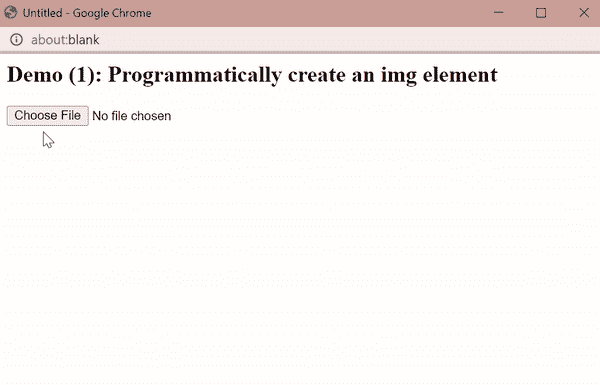 Untitled - Google Chrome
about:blank
Demo (1): Programmatically create an img element
Choose File No file chosen